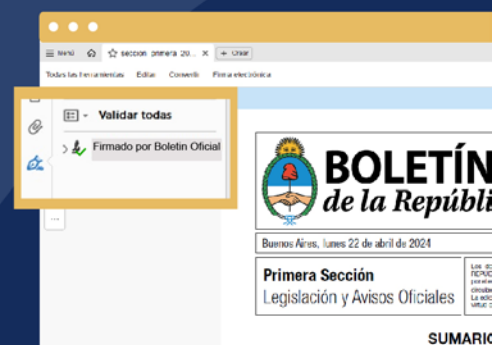 Menú
sección primera 20... × + Crear
Todas las herramientas Editar Convertir Firma electrónica
Validar todas
Firmado por Boletin Oficial
BOLETÍN
de la Repúbli
Buenos Aires, lunes 22 de abril de 2024
Primera Sección
Legislación y Avisos Oficiales
SUMARIO